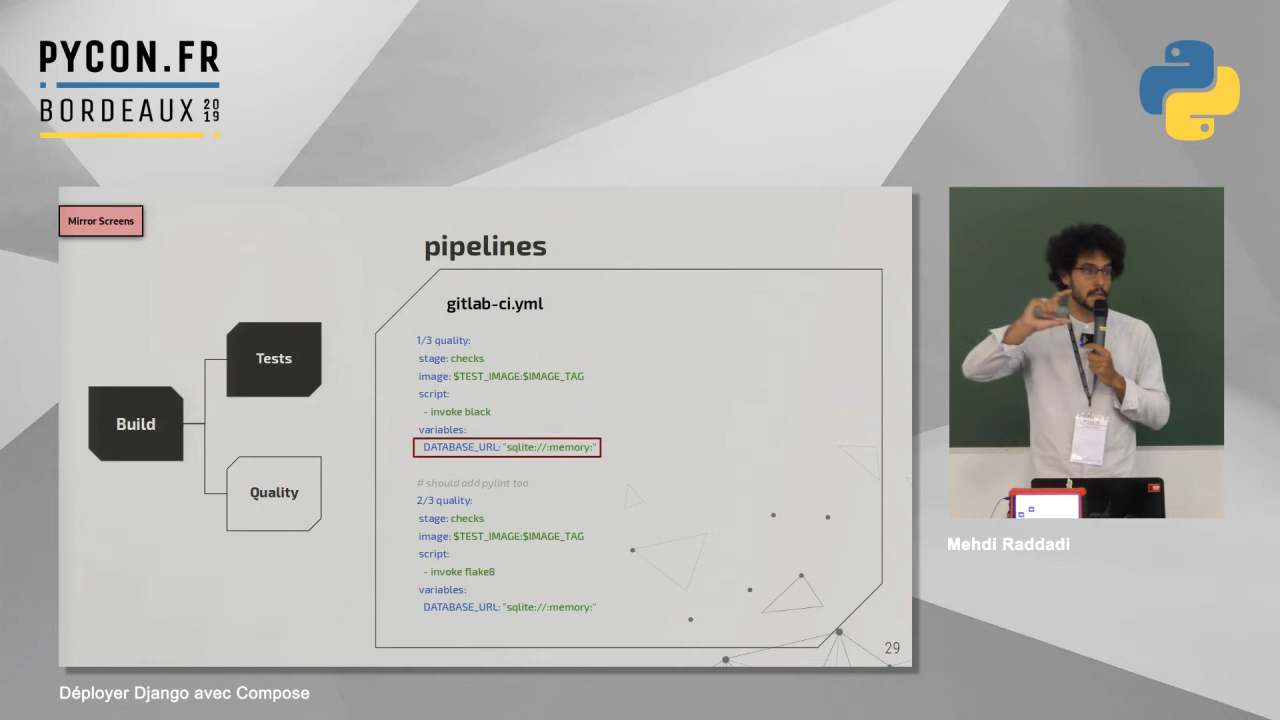 PYCON.FR
BORDEAUX 2019
Mirror Screens
pipelines
gitlab-ci.yml
Build
Tests
Quality
1/3 quality:
stage: checks
image: $TEST_IMAGE:$IMAGE_TAG
script:
- invoke black
variables:
DATABASE_URL: "sqlite://:memory:"
# should add pylint too
2/3 quality:
stage: checks
image: $TEST_IMAGE:$IMAGE_TAG
script:
- invoke flake8
variables:
DATABASE_URL: "sqlite://:memory:"
29
Mehdi Raddadi
Déployer Django avec Compose